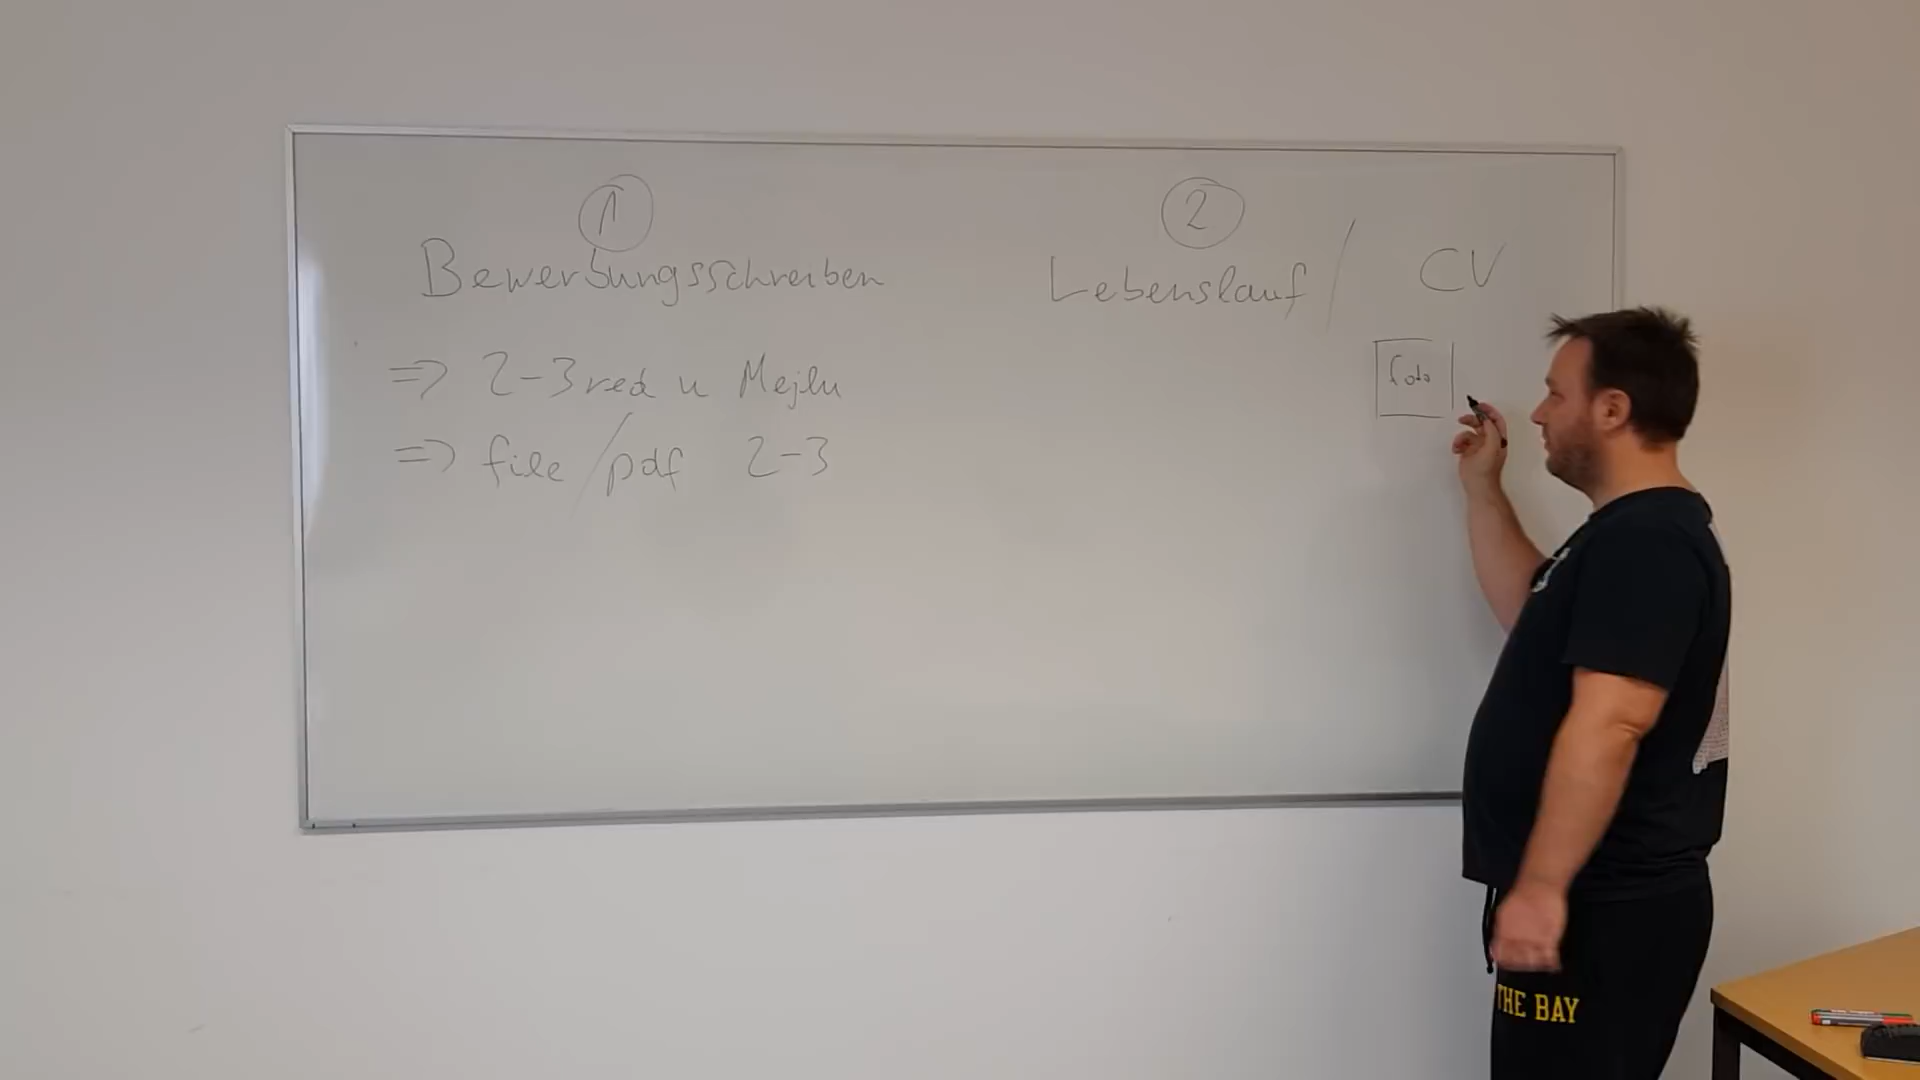 1
Bewerbungsschreiben
=> 2-3 red u Mejlu
=> file/pdf 2-3
2
Lebenslauf / CV
foto
THE BAY